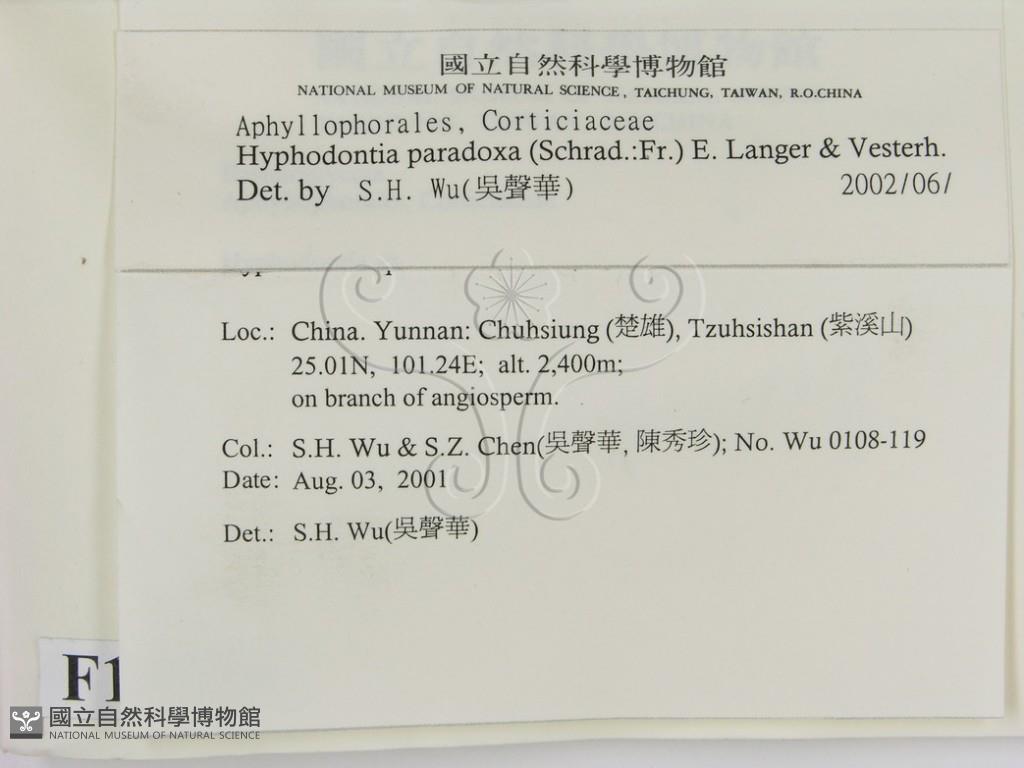 國立自然科學博物館
NATIONAL MUSEUM OF NATURAL SCIENCE, TAICHUNG, TAIWAN, R.O.CHINA
Aphyllophorales, Corticiaceae
Hyphodontia paradoxa (Schrad.:Fr.) E. Langer & Vesterh.
Det. by S.H. Wu(吳聲華) 2002/06/
Loc.: China. Yunnan: Chuhsiung (楚雄), Tzuhsishan (紫溪山)
25.01N, 101.24E; alt. 2,400m;
on branch of angiosperm.
Col.: S.H. Wu & S.Z. Chen(吳聲華, 陳秀珍); No. Wu 0108-119
Date: Aug. 03, 2001
Det.: S.H. Wu(吳聲華)
F1
國立自然科學博物館
NATIONAL MUSEUM OF NATURAL SCIENCE